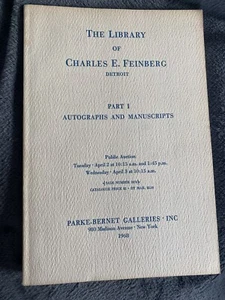 THE LIBRARY
OF
CHARLES E. FEINBERG
DETROIT
PART I
AUTOGRAPHS AND MANUSCRIPTS
Public Auction
Tuesday · April 2 at 10:15 a.m. and 1:45 p.m.
Wednesday · April 3 at 10:15 a.m.
PARKE-BERNET GALLERIES · INC
980 Madison Avenue · New York
1968